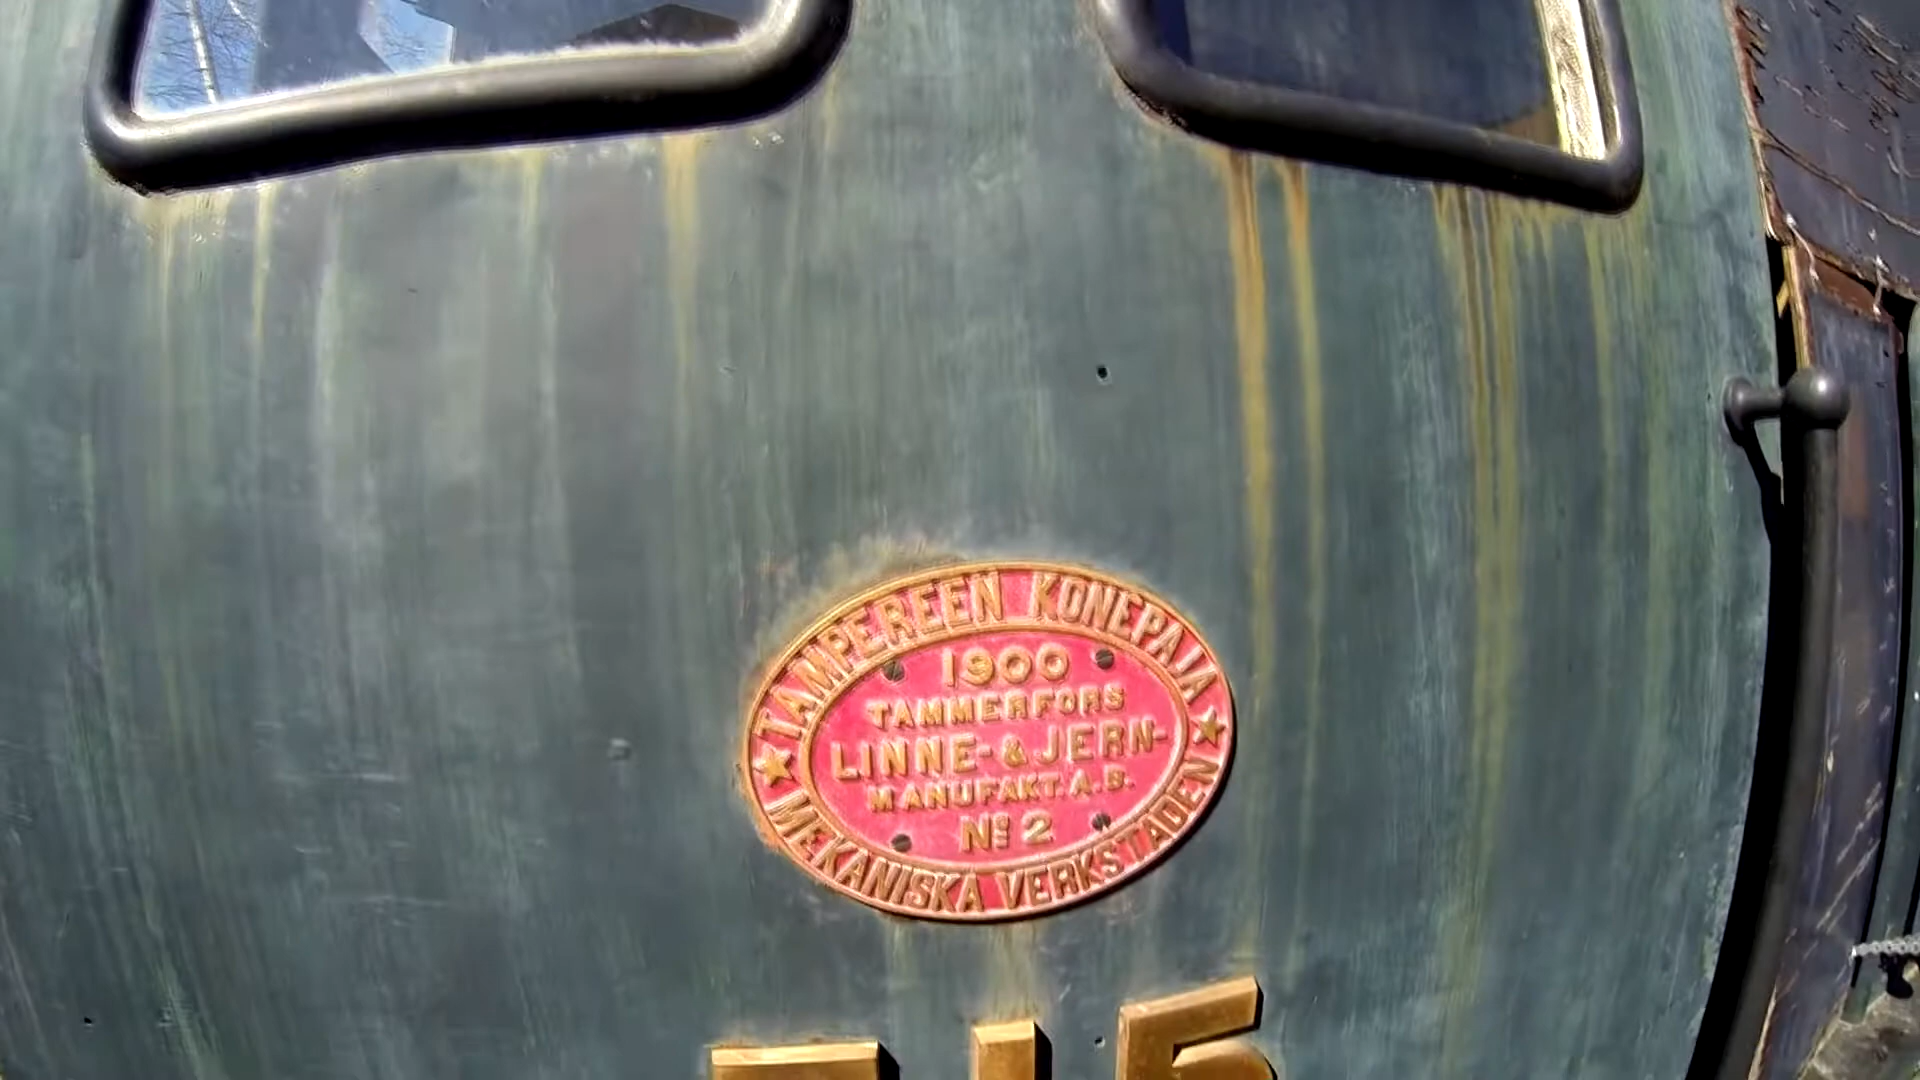 TAMPEREEN KONEPAJA
1900
TAMMERFORS
LINNE- & JERN-
MANUFAKT. A.B.
No 2
MEKANISKA VERKSTADEN